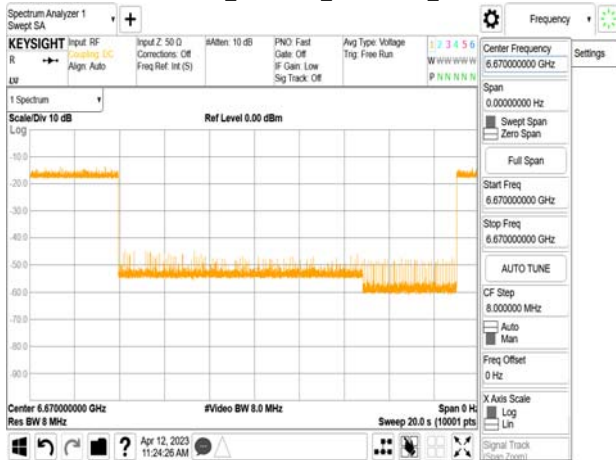 Spectrum Analyzer 1
Swept SA
+
Frequency
KEYSIGHT
R
LXI
Input: RF
Coupling: DC
Align: Auto
Input Z: 50 Ω
Corrections: Off
Freq Ref: Int (S)
#Atten: 10 dB
PNO: Fast
Gate: Off
IF Gain: Low
Sig Track: Off
Avg Type: Voltage
Trig: Free Run
1 2 3 4 5 6
W W W W W W
P N N N N N
1 Spectrum
Scale/Div 10 dB
Ref Level 0.00 dBm
Log
-10.0
-20.0
-30.0
-40.0
-50.0
-60.0
-70.0
-80.0
-90.0
Center 6.670000000 GHz
#Video BW 8.0 MHz
Span 0 Hz
Res BW 8 MHz
Sweep 20.0 s (10001 pts
Center Frequency
6.670000000 GHz
Settings
Span
0.00000000 Hz
Swept Span
Zero Span
Full Span
Start Freq
6.670000000 GHz
Stop Freq
6.670000000 GHz
AUTO TUNE
CF Step
8.000000 MHz
Auto
Man
Freq Offset
0 Hz
X Axis Scale
Log
Lin
Signal Track
(Span Zoom)
?
Apr 12, 2023
11:24:26 AM